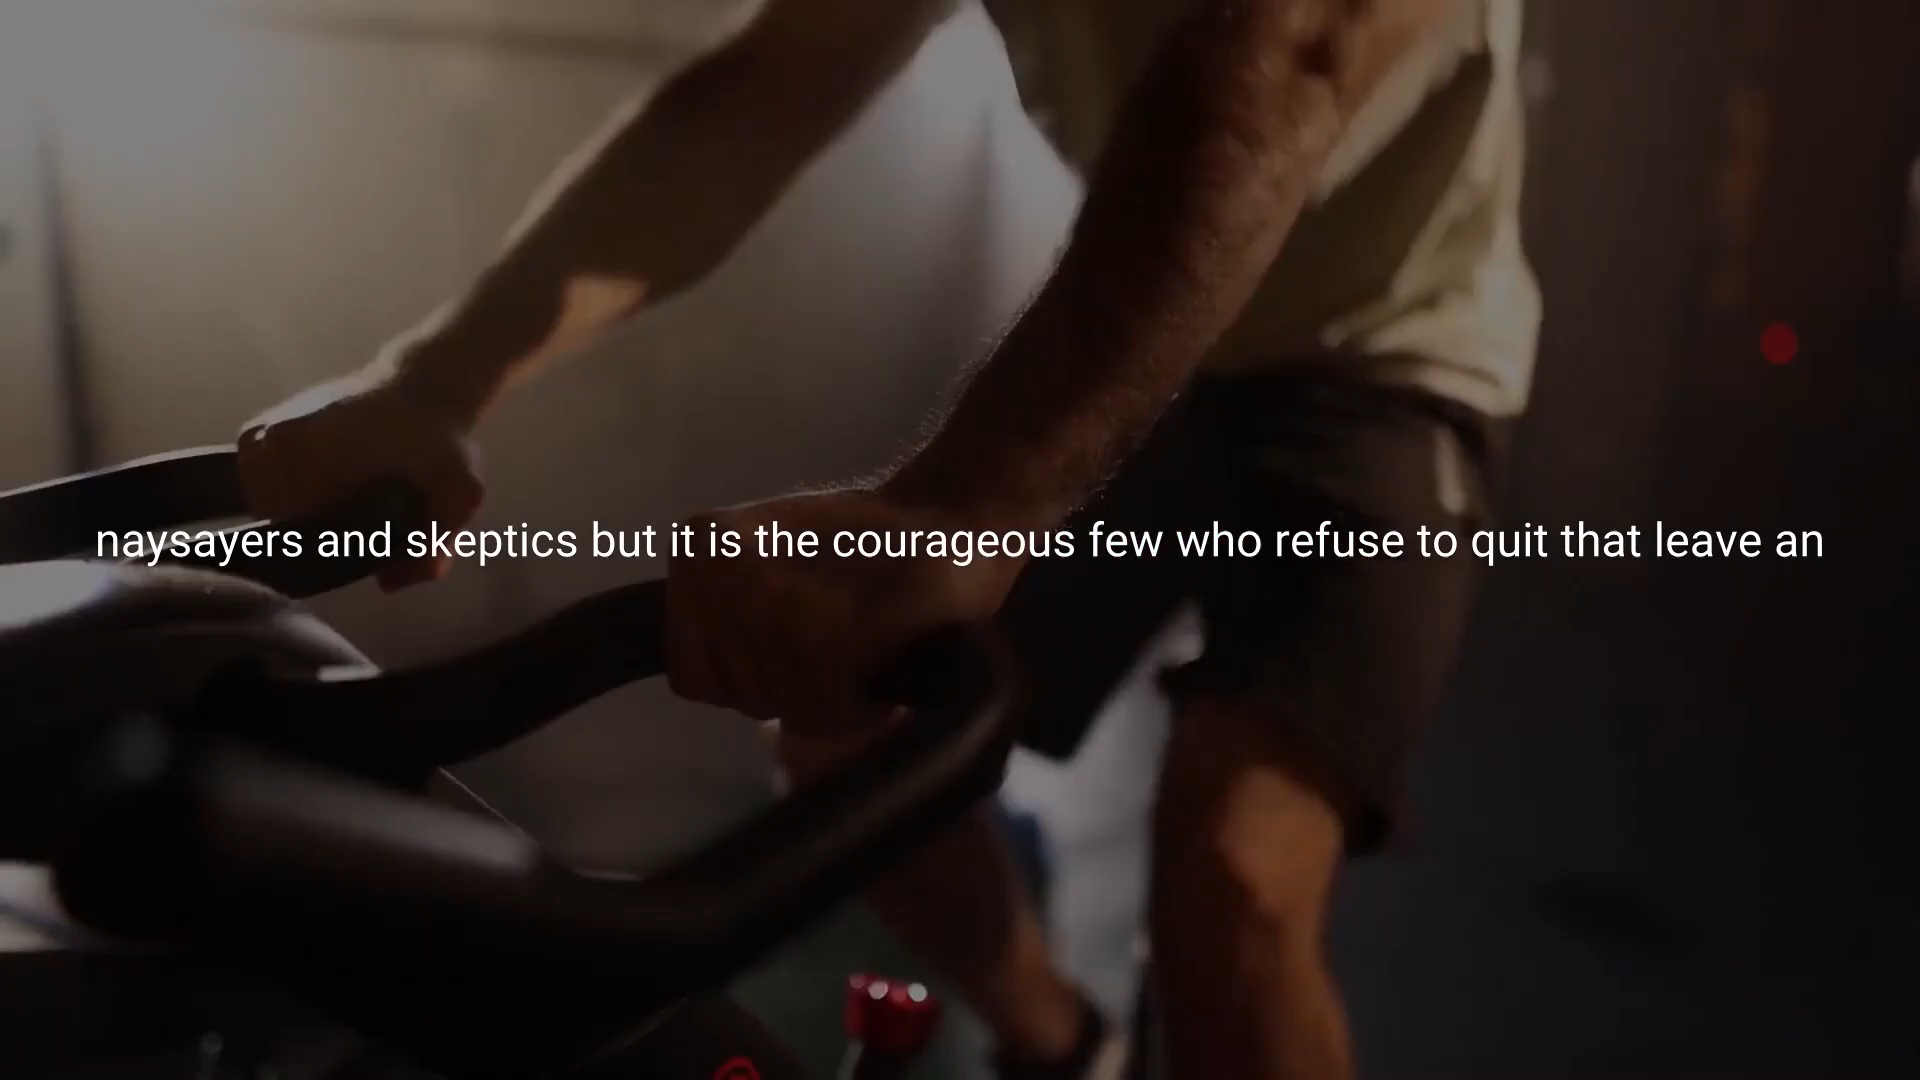 naysayers and skeptics but it is the courageous few who refuse to quit that leave an